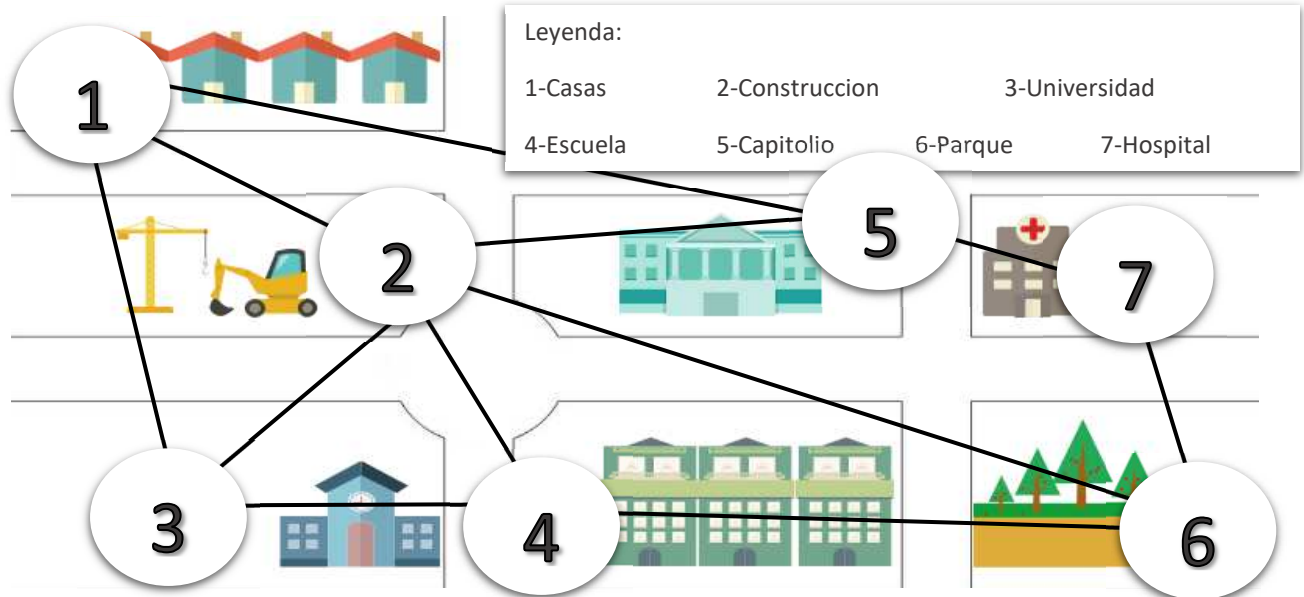 Leyenda:
1-Casas 2-Construccion 3-Universidad
4-Escuela 5-Capitolio 6-Parque 7-Hospital
1
5
2
7
3
4
6